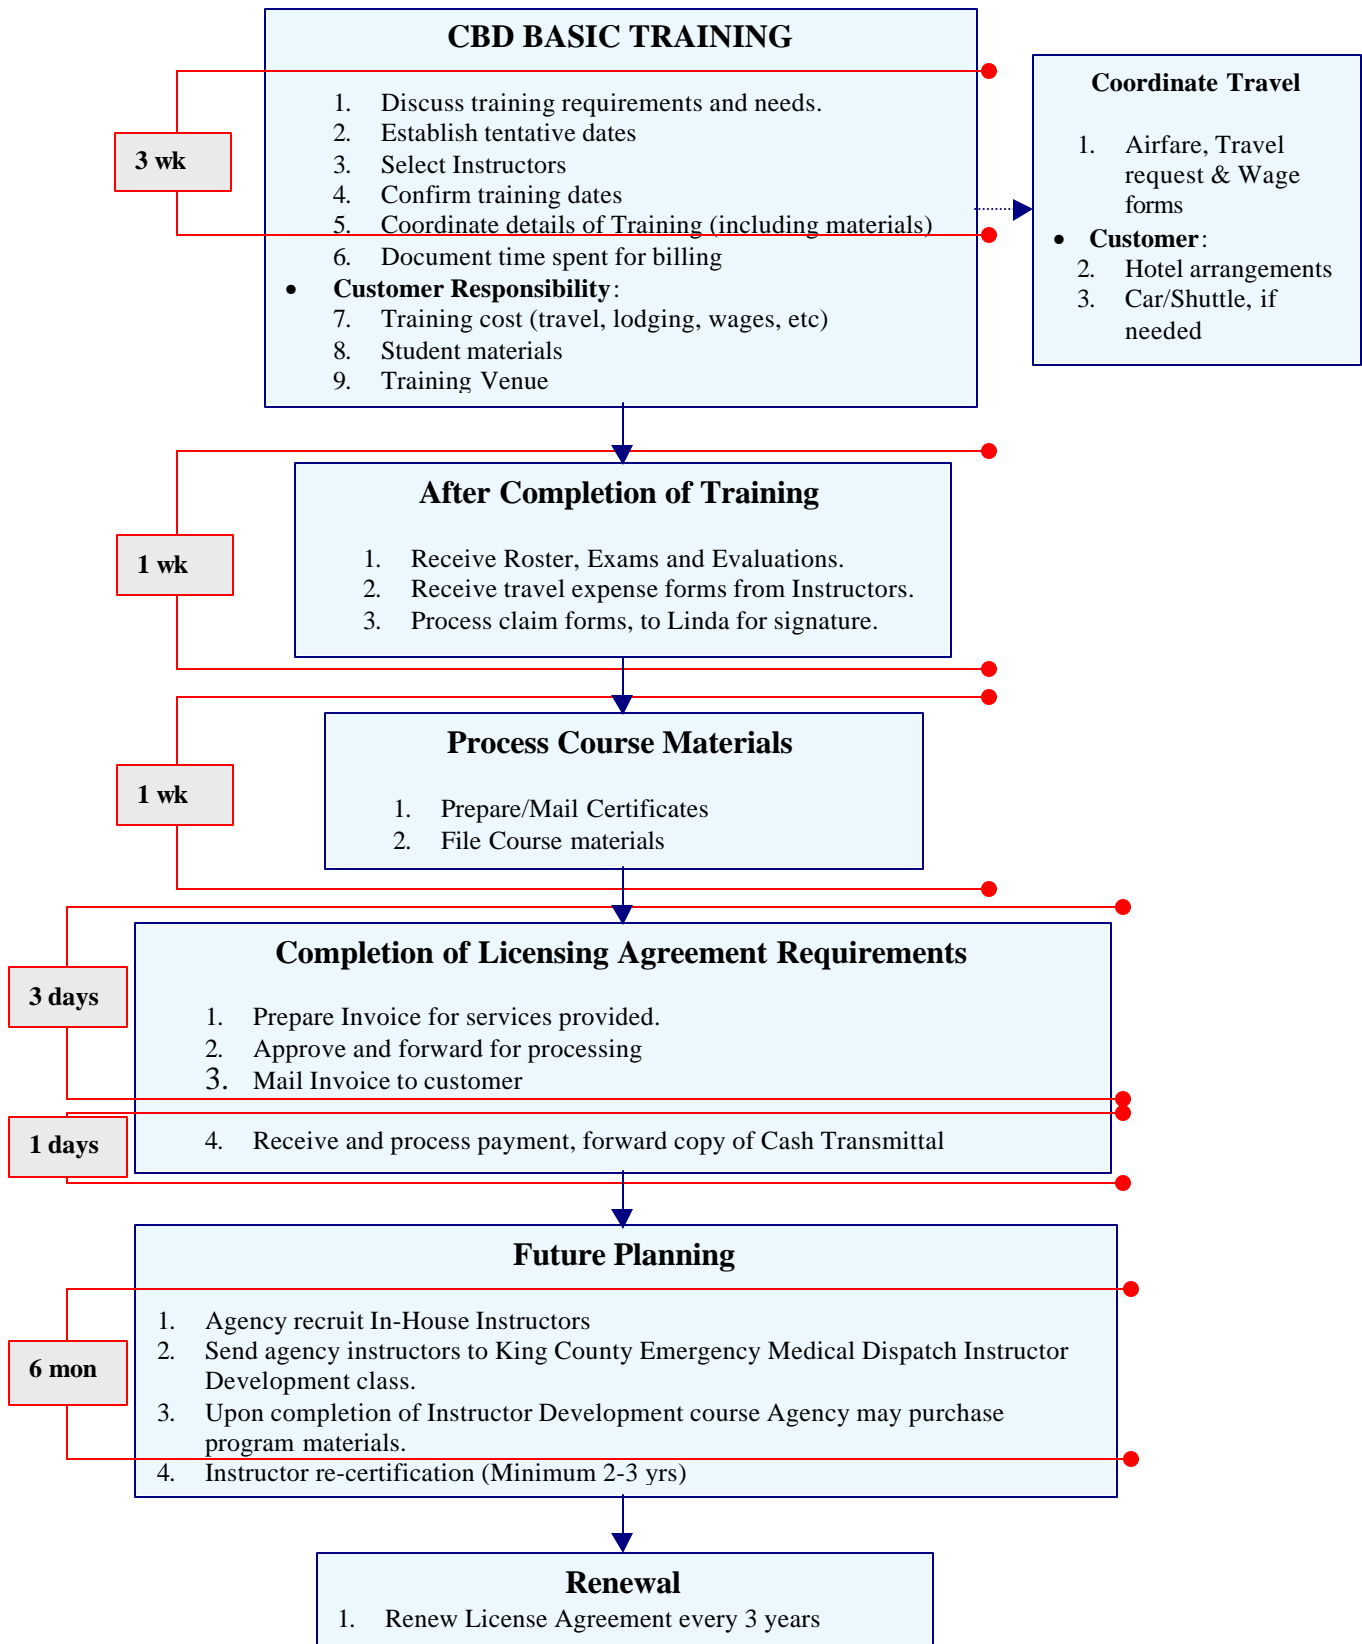 CBD BASIC TRAINING
1. Discuss training requirements and needs.
2. Establish tentative dates
3. Select Instructors
4. Confirm training dates
5. Coordinate details of Training (including materials)
6. Document time spent for billing
• Customer Responsibility:
7. Training cost (travel, lodging, wages, etc)
8. Student materials
9. Training Venue
3 wk
Coordinate Travel
1. Airfare, Travel
request & Wage
forms
• Customer:
2. Hotel arrangements
3. Car/Shuttle, if
needed
After Completion of Training
1. Receive Roster, Exams and Evaluations.
2. Receive travel expense forms from Instructors.
3. Process claim forms, to Linda for signature.
1 wk
Process Course Materials
1. Prepare/Mail Certificates
2. File Course materials
1 wk
Completion of Licensing Agreement Requirements
1. Prepare Invoice for services provided.
2. Approve and forward for processing
3. Mail Invoice to customer
3 days
4. Receive and process payment, forward copy of Cash Transmittal
1 days
Future Planning
1. Agency recruit In-House Instructors
2. Send agency instructors to King County Emergency Medical Dispatch Instructor
Development class.
3. Upon completion of Instructor Development course Agency may purchase
program materials.
4. Instructor re-certification (Minimum 2-3 yrs)
6 mon
Renewal
1. Renew License Agreement every 3 years